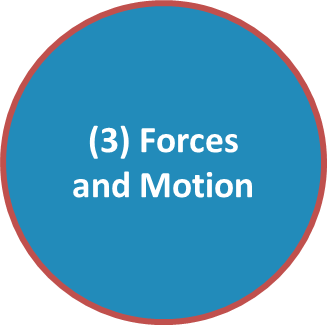 (3) Forces
and Motion